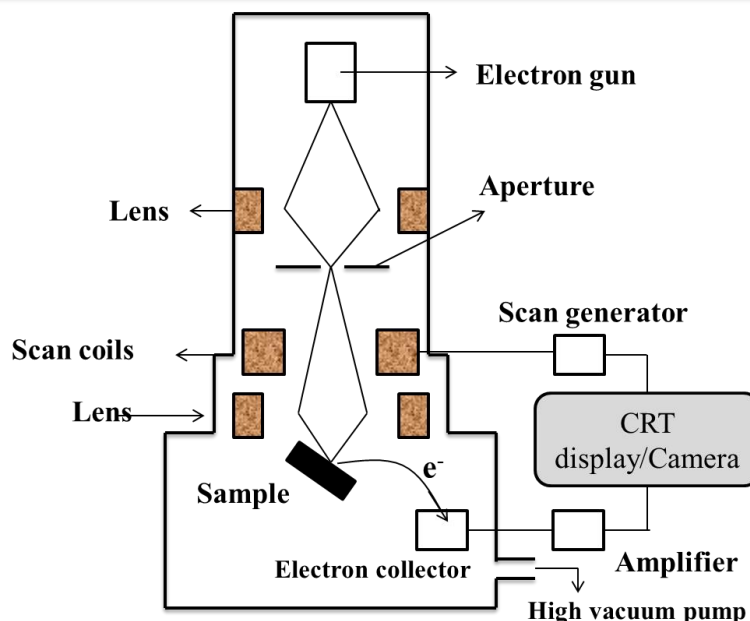 Electron gun
Aperture
Lens
Scan generator
Scan coils
Lens
CRT
display/Camera
e-
Sample
Amplifier
Electron collector
High vacuum pump